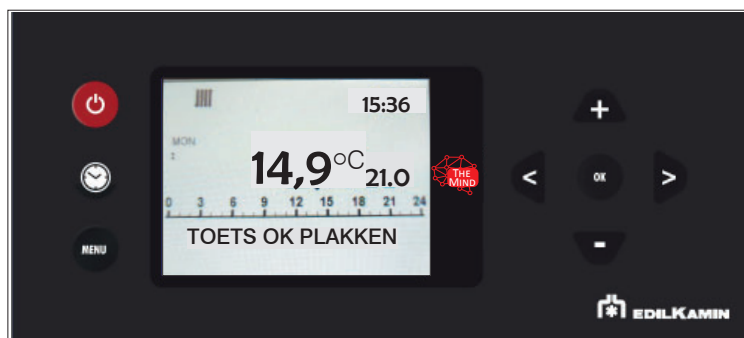 15:36
MON
14,9°C 21.0
THE MIND
0 3 6 9 12 15 18 21 24
TOETS OK PLAKKEN
MENU
+
< OK >
-
EDILKAMIN